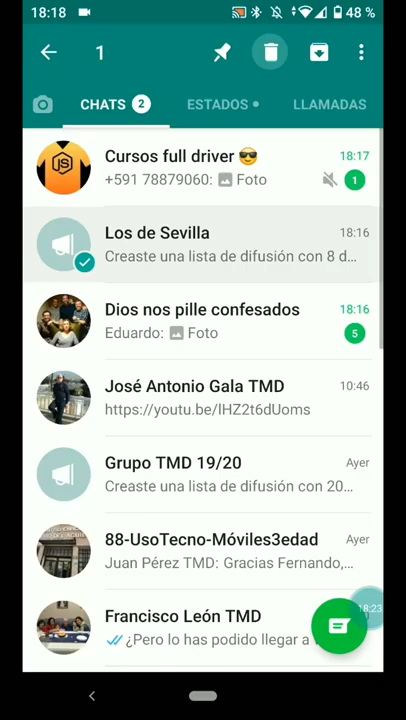 18:18 48 %
1
CHATS 2 ESTADOS LLAMADAS
Cursos full driver 😎 18:17
+591 78879060: Foto 1
Los de Sevilla 18:16
Creaste una lista de difusión con 8 d...
Dios nos pille confesados 18:16
Eduardo: Foto 5
José Antonio Gala TMD 10:46
https://youtu.be/lHZ2t6dUoms
Grupo TMD 19/20 Ayer
Creaste una lista de difusión con 20...
88-UsoTecno-Móviles3edad Ayer
Juan Pérez TMD: Gracias Fernando,...
Francisco León TMD 18:23
¿Pero lo has podido llegar a